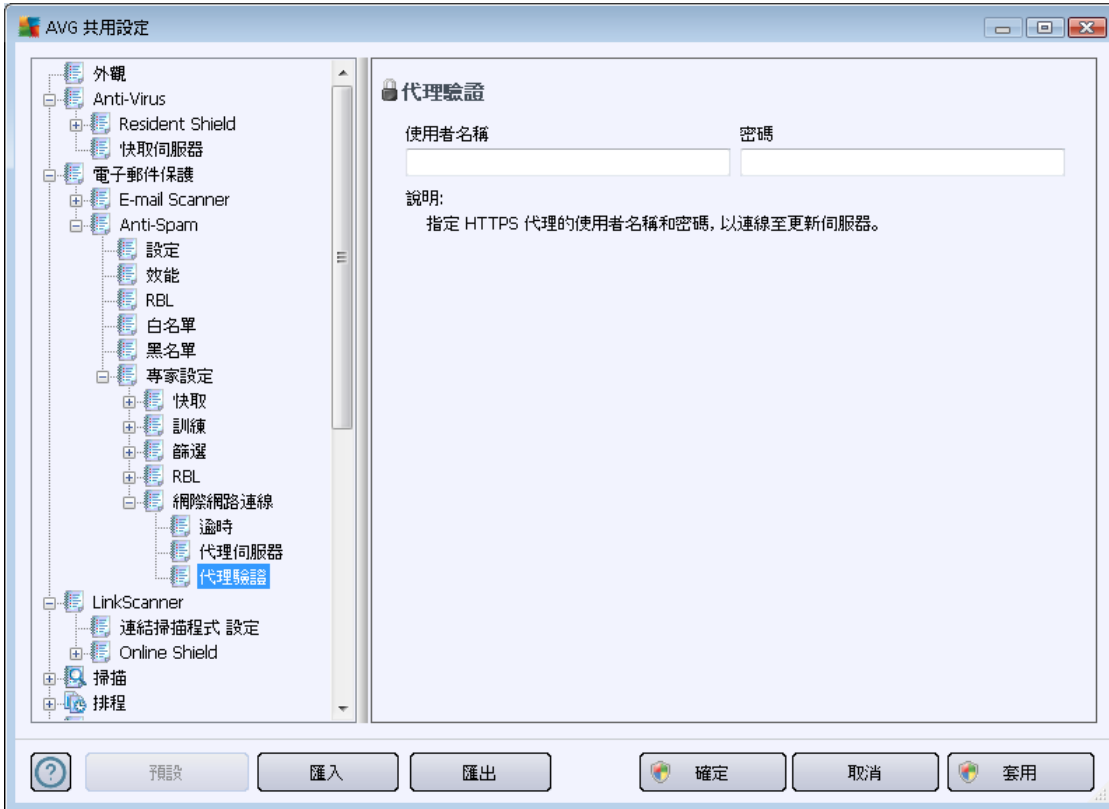 AVG 共用設定
外觀
Anti-Virus
Resident Shield
快取伺服器
電子郵件保護
E-mail Scanner
Anti-Spam
設定
效能
RBL
白名單
黑名單
專家設定
快取
訓練
篩選
RBL
網際網路連線
逾時
代理伺服器
代理驗證
LinkScanner
連結掃描程式 設定
Online Shield
掃描
排程
代理驗證
使用者名稱 密碼
說明:
指定 HTTPS 代理的使用者名稱和密碼, 以連線至更新伺服器。
預設 匯入 匯出 確定 取消 套用